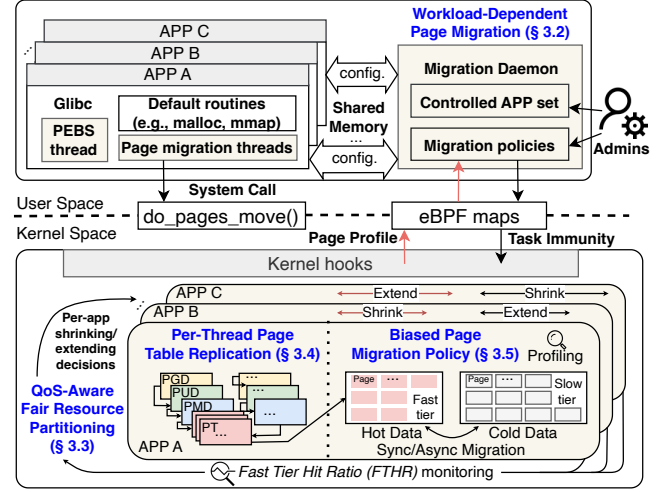 APP C
APP B
APP A
Glibc
PEBS
thread
Default routines
(e.g., malloc, mmap)
Page migration threads
config.
Shared
Memory
...
config.
Workload-Dependent
Page Migration (§ 3.2)
Migration Daemon
Controlled APP set
Migration policies
Admins
System Call
User Space
do_pages_move()
eBPF maps
Kernel Space
Page Profile
Task Immunity
Kernel hooks
APP C
Extend
Shrink
APP B
Shrink
Extend
Per-app
shrinking/
extending
decisions
QoS-Aware
Fair Resource
Partitioning
(§ 3.3)
Per-Thread Page
Table Replication (§ 3.4)
PGD
PUD
PMD
PT
...
...
...
...
APP A
Biased Page
Migration Policy (§ 3.5)
Profiling
Page ...
Fast
tier
Page ...
Slow
tier
Hot Data
Cold Data
Sync/Async Migration
Fast Tier Hit Ratio (FTHR) monitoring